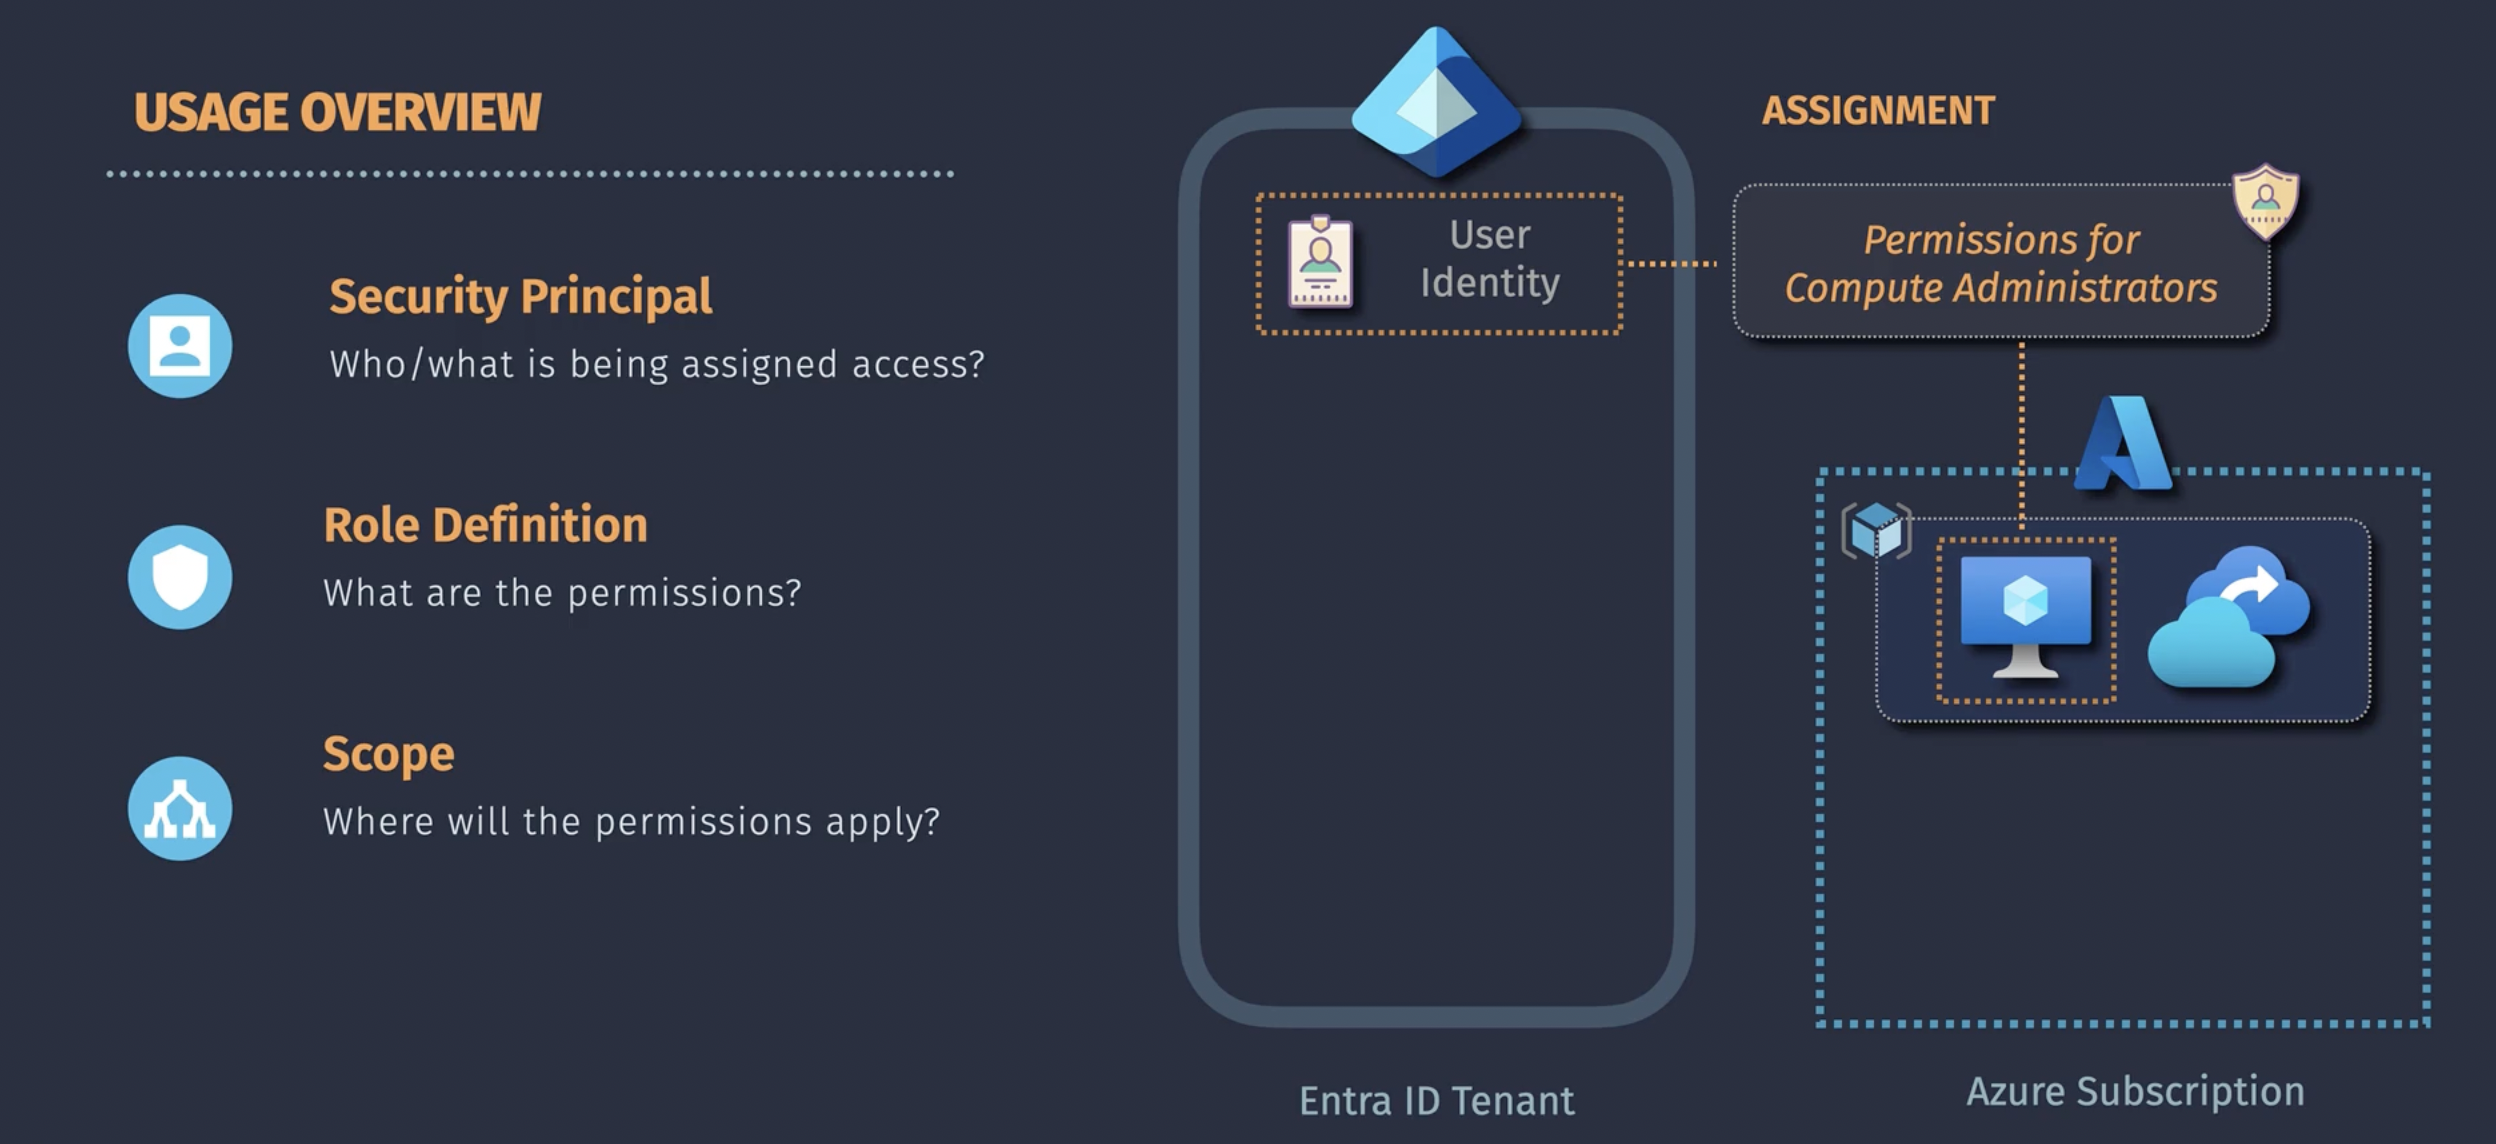 USAGE OVERVIEW
Security Principal
Who/what is being assigned access?
Role Definition
What are the permissions?
Scope
Where will the permissions apply?
User
Identity
Entra ID Tenant
ASSIGNMENT
Permissions for
Compute Administrators
Azure Subscription